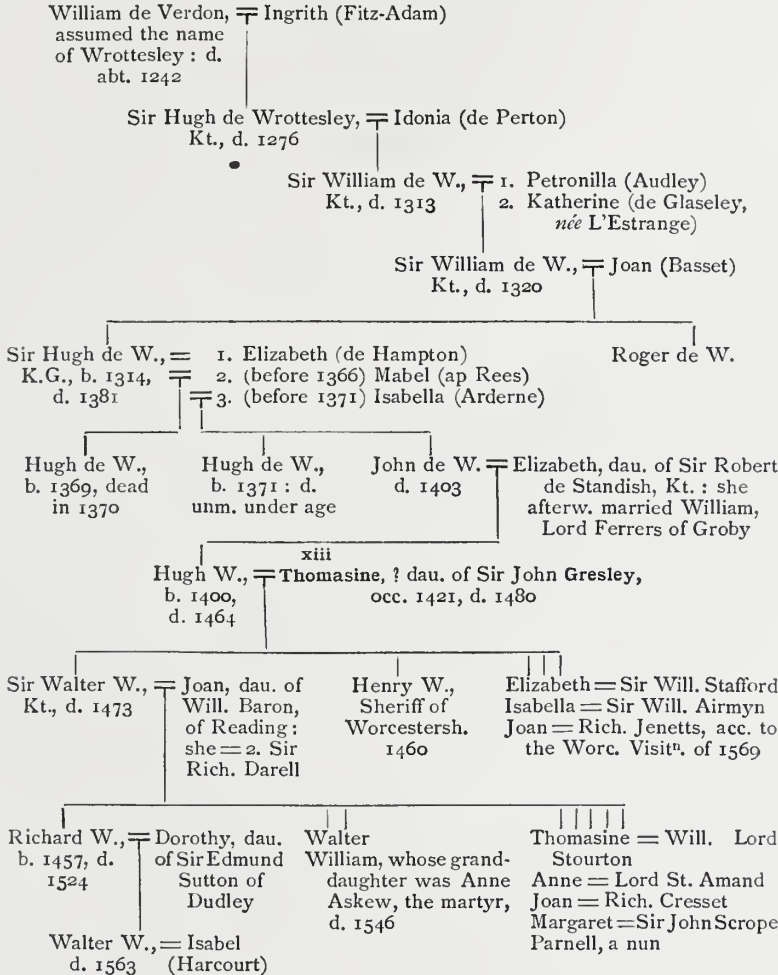 William de Verdon, = Ingrith (Fitz-Adam)
assumed the name
of Wrottesley : d.
abt. 1242
Sir Hugh de Wrottesley, = Idonia (de Perton)
Kt., d. 1276
Sir William de W., = 1. Petronilla (Audley)
Kt., d. 1313 2. Katherine (de Glaseley,
née L'Estrange)
Sir William de W., = Joan (Basset)
Kt., d. 1320
Sir Hugh de W., = 1. Elizabeth (de Hampton)
K.G., b. 1314, = 2. (before 1366) Mabel (ap Rees)
d. 1381 = 3. (before 1371) Isabella (Arderne)
Roger de W.
Hugh de W.,
b. 1369, dead
in 1370
Hugh de W.,
b. 1371 : d.
unm. under age
John de W. = Elizabeth, dau. of Sir Robert
d. 1403 de Standish, Kt. : she
afterw. married William,
Lord Ferrers of Groby
xiii
Hugh W., = Thomasine, ? dau. of Sir John Gresley,
b. 1400, occ. 1421, d. 1480
d. 1464
Sir Walter W., = Joan, dau. of
Kt., d. 1473 Will. Baron,
of Reading :
she = 2. Sir
Rich. Darell
Henry W.,
Sheriff of
Worcestersh.
1460
Elizabeth = Sir Will. Stafford
Isabella = Sir Will. Airmyn
Joan = Rich. Jenetts, acc. to
the Worc. Visitⁿ. of 1569
Richard W., = Dorothy, dau.
b. 1457, d. of Sir Edmund
1524 Sutton of
Dudley
Walter
William, whose grand-
daughter was Anne
Askew, the martyr,
d. 1546
Thomasine = Will. Lord
Stourton
Anne = Lord St. Amand
Joan = Rich. Cresset
Margaret = Sir John Scrope
Parnell, a nun
Walter W., = Isabel
d. 1563 (Harcourt)